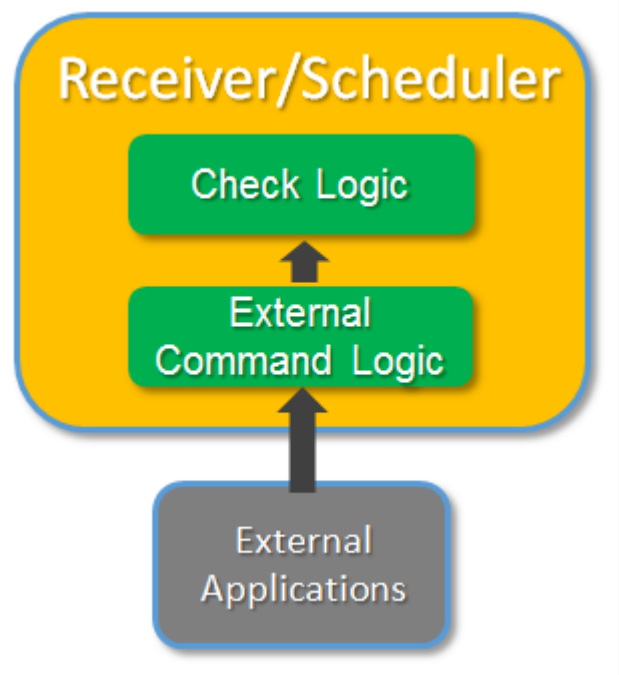 Receiver/Scheduler
Check Logic
External
Command Logic
External
Applications